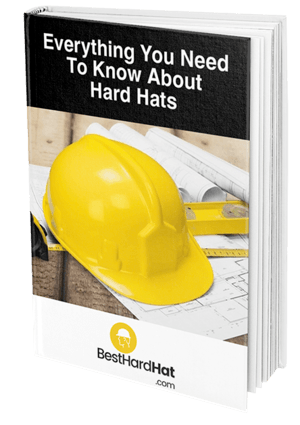 Everything You Need
To Know About
Hard Hats
BestHardHat
.com